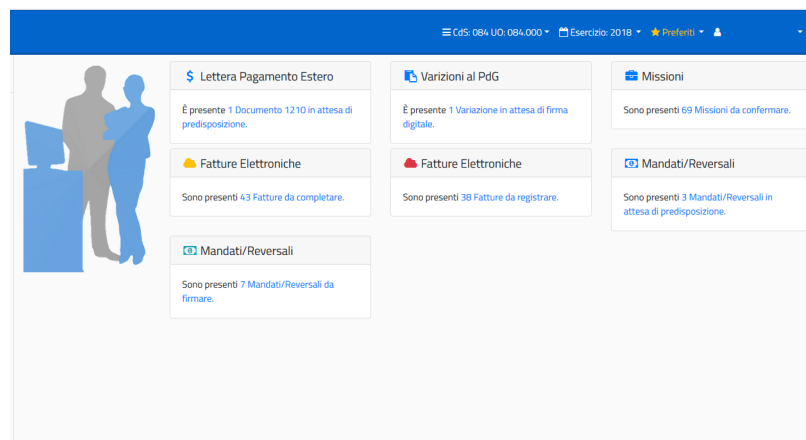 CdS: 084 UO: 084.000 Esercizio: 2018 Preferiti
Lettera Pagamento Estero
È presente 1 Documento 1210 in attesa di
predisposizione.
Varizioni al PdG
È presente 1 Variazione in attesa di firma
digitale.
Missioni
Sono presenti 69 Missioni da confermare.
Fatture Elettroniche
Sono presenti 43 Fatture da completare.
Fatture Elettroniche
Sono presenti 38 Fatture da registrare.
Mandati/Reversali
Sono presenti 3 Mandati/Reversali in
attesa di predisposizione.
Mandati/Reversali
Sono presenti 7 Mandati/Reversali da
firmare.